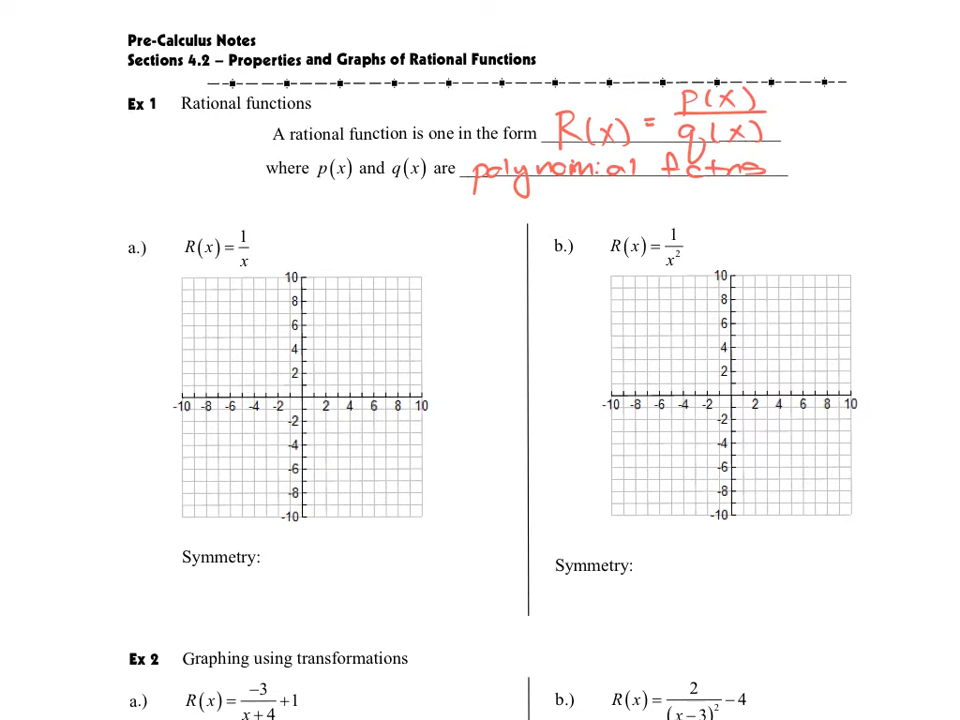 Pre-Calculus Notes
Sections 4.2 – Properties and Graphs of Rational Functions
Ex 1 Rational functions
A rational function is one in the form R(x) = p(x)/q(x)
where p(x) and q(x) are polynomial fctns
a.) R(x) = 1/x
b.) R(x) = 1/x²
10
8
6
4
2
-10 -8 -6 -4 -2 2 4 6 8 10
-2
-4
-6
-8
-10
10
8
6
4
2
-10 -8 -6 -4 -2 2 4 6 8 10
-2
-4
-6
-8
-10
Symmetry:
Symmetry:
Ex 2 Graphing using transformations
a.) R(x) = -3/(x+4) + 1
b.) R(x) = 2/(x-3)² - 4